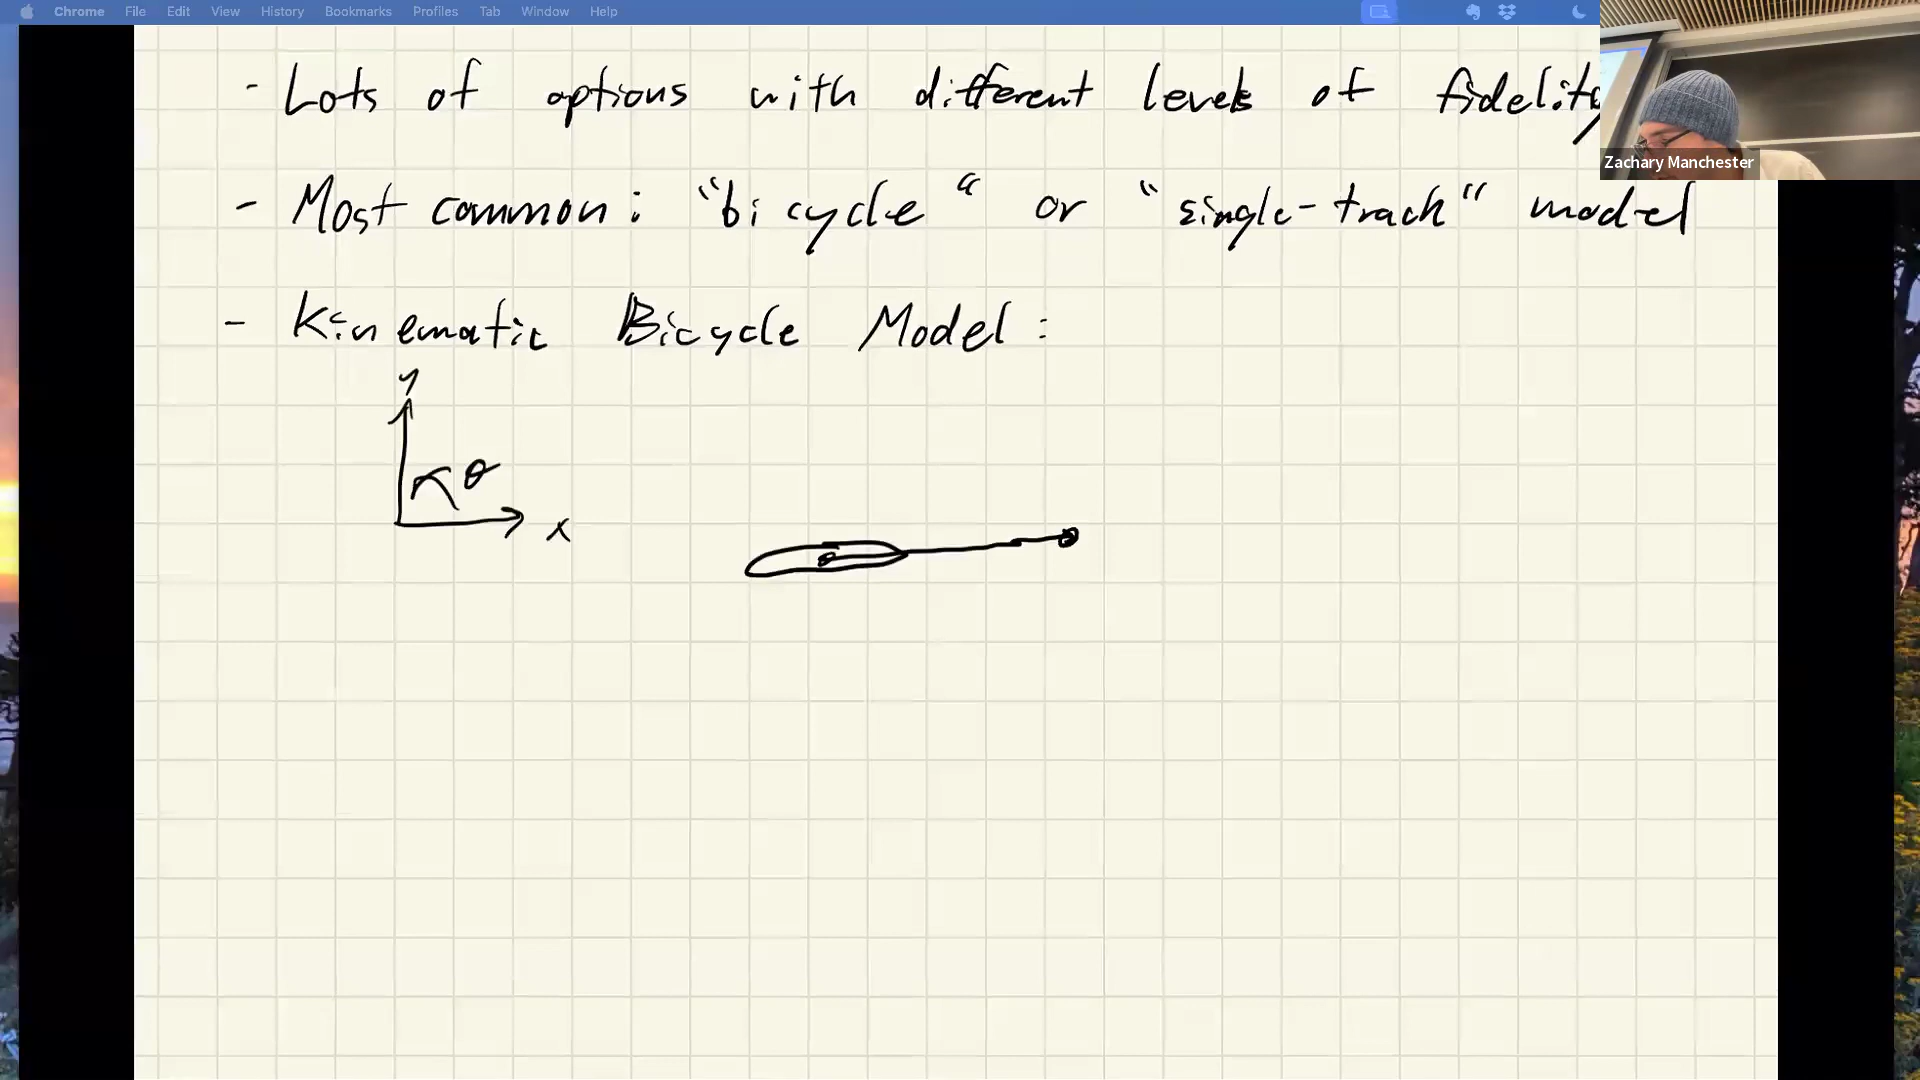 Chrome File Edit View History Bookmarks Profiles Tab Window Help
- Lots of options with different levels of fidelity
Zachary Manchester
- Most common: "bicycle" or "single-track" model
- Kinematic Bicycle Model:
y
θ
x